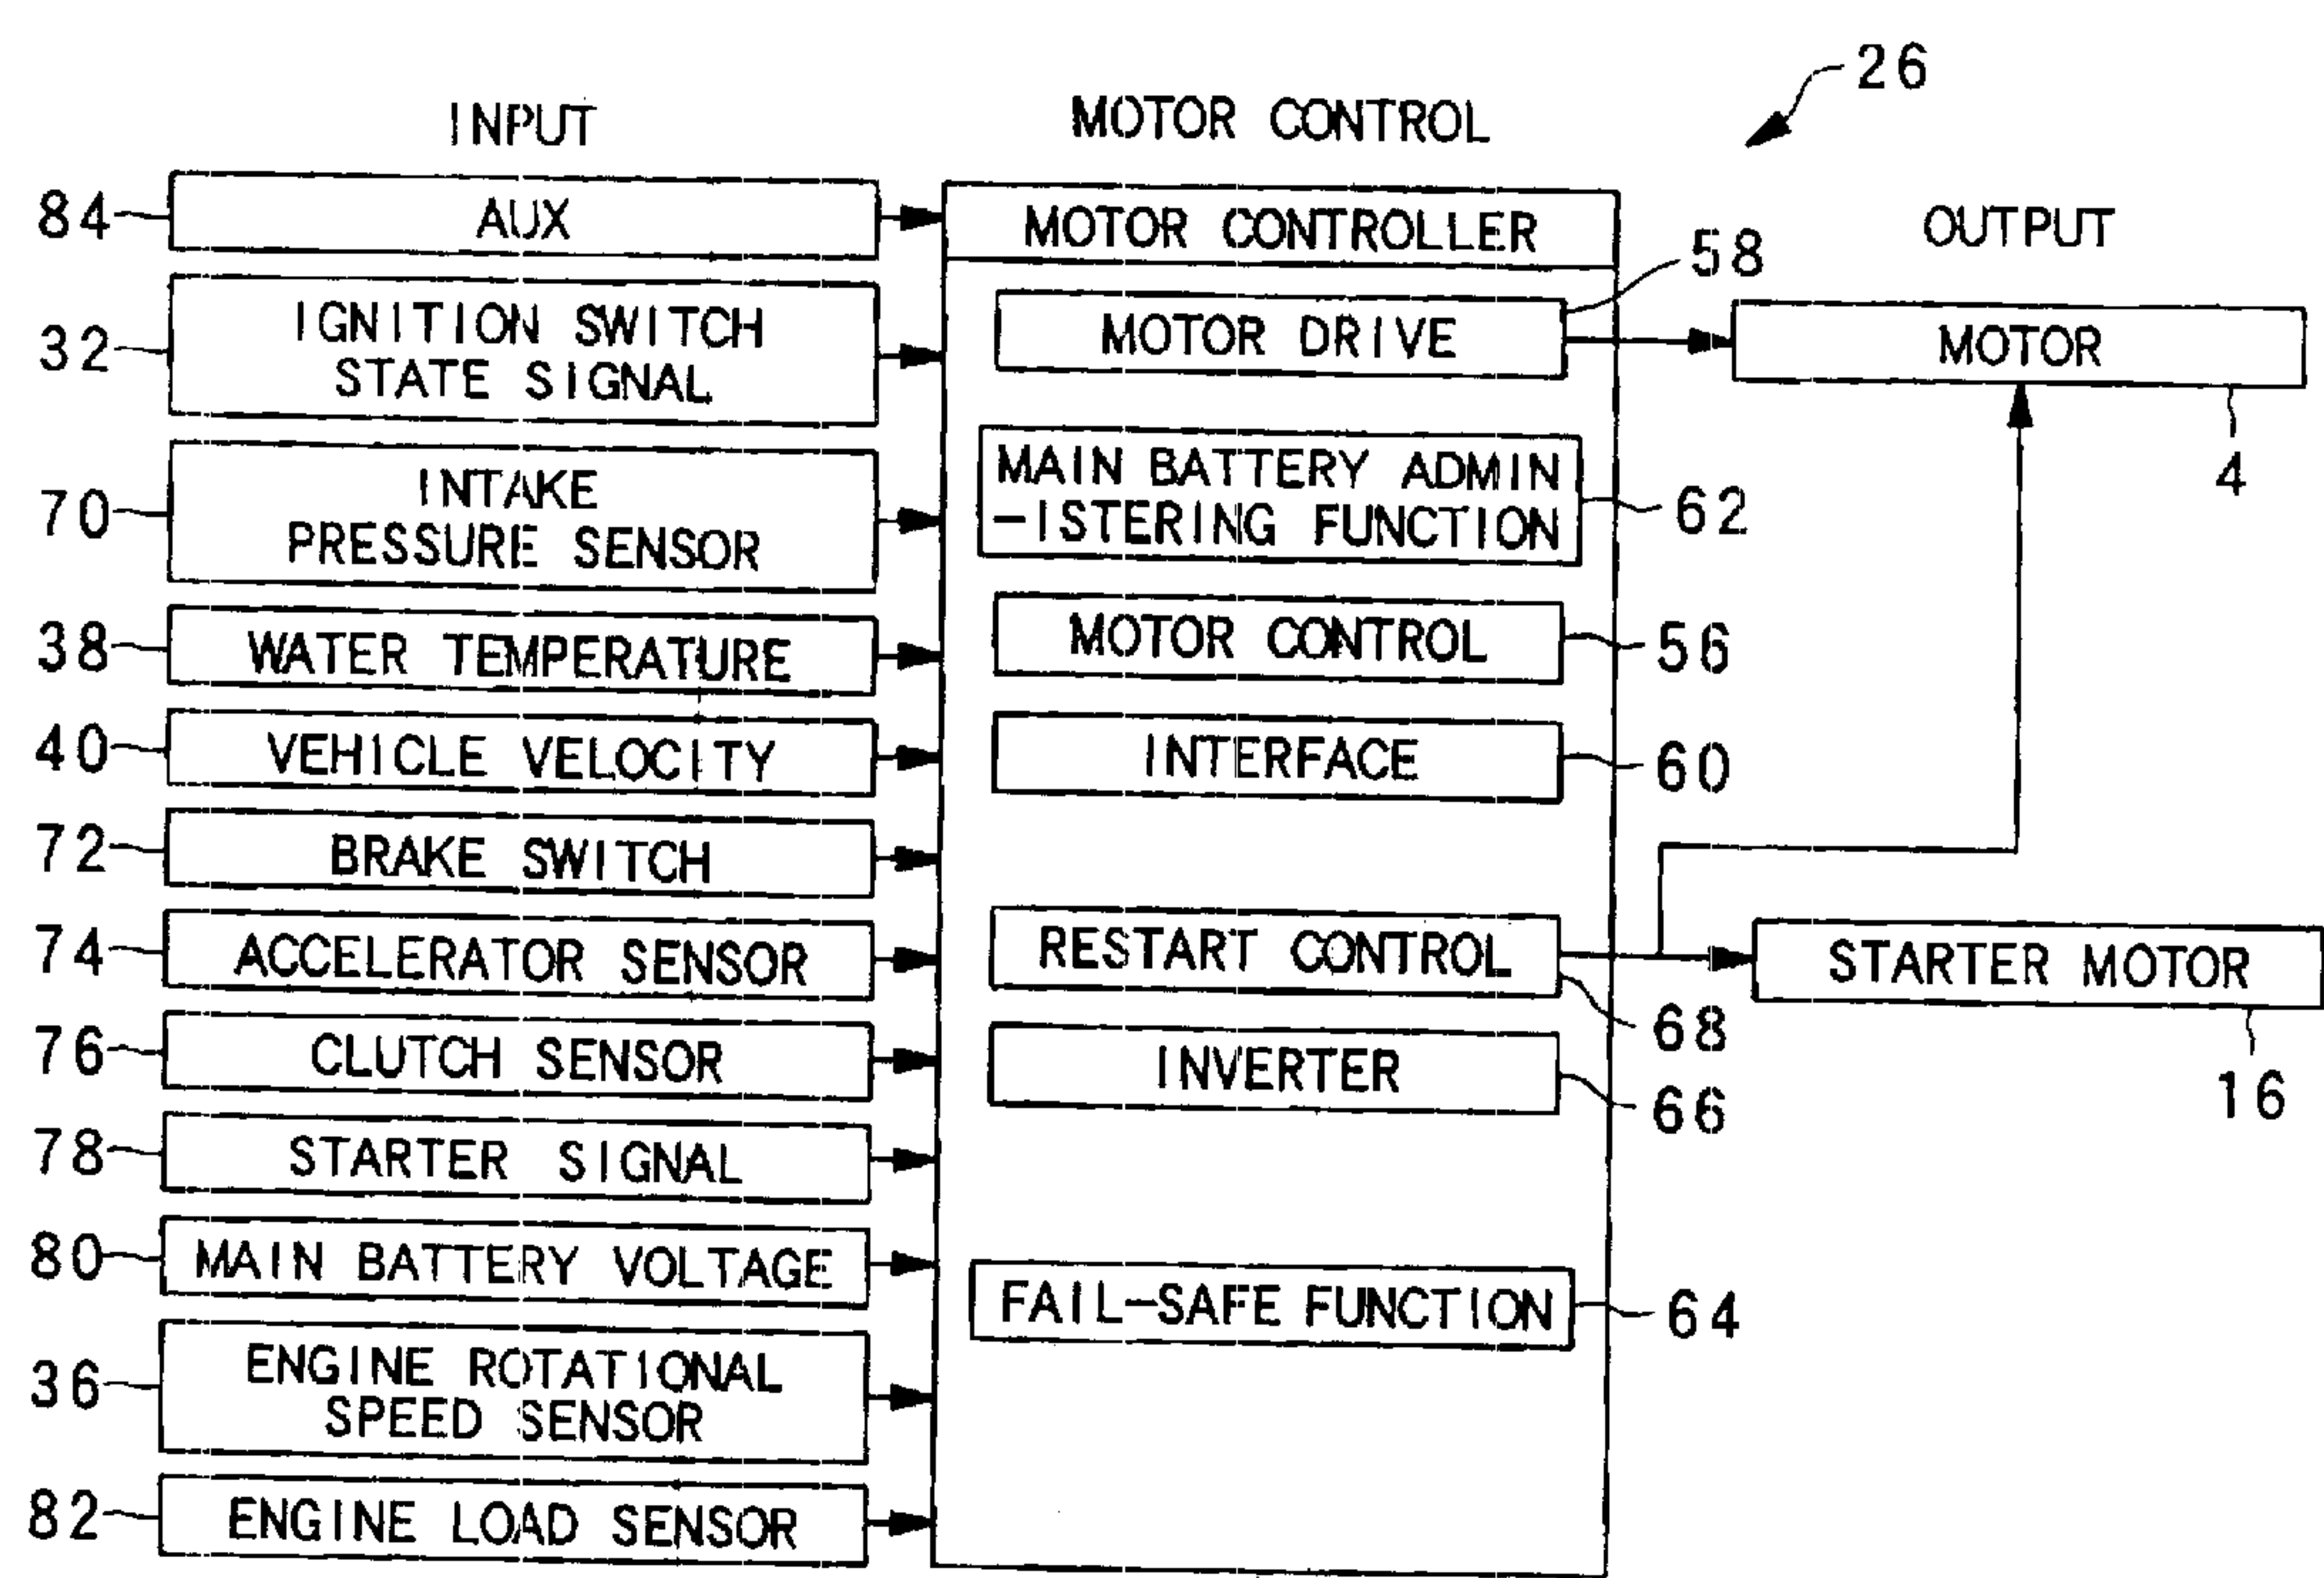 26
INPUT
MOTOR CONTROL
OUTPUT
84
AUX
32
IGNITION SWITCH
STATE SIGNAL
70
INTAKE
PRESSURE SENSOR
38
WATER TEMPERATURE
40
VEHICLE VELOCITY
72
BRAKE SWITCH
74
ACCELERATOR SENSOR
76
CLUTCH SENSOR
78
STARTER SIGNAL
80
MAIN BATTERY VOLTAGE
36
ENGINE ROTATIONAL
SPEED SENSOR
82
ENGINE LOAD SENSOR
MOTOR CONTROLLER
58
MOTOR DRIVE
MAIN BATTERY ADMIN
-ISTERING FUNCTION
62
MOTOR CONTROL
56
INTERFACE
60
RESTART CONTROL
68
INVERTER
66
FAIL-SAFE FUNCTION
64
MOTOR
4
STARTER MOTOR
16